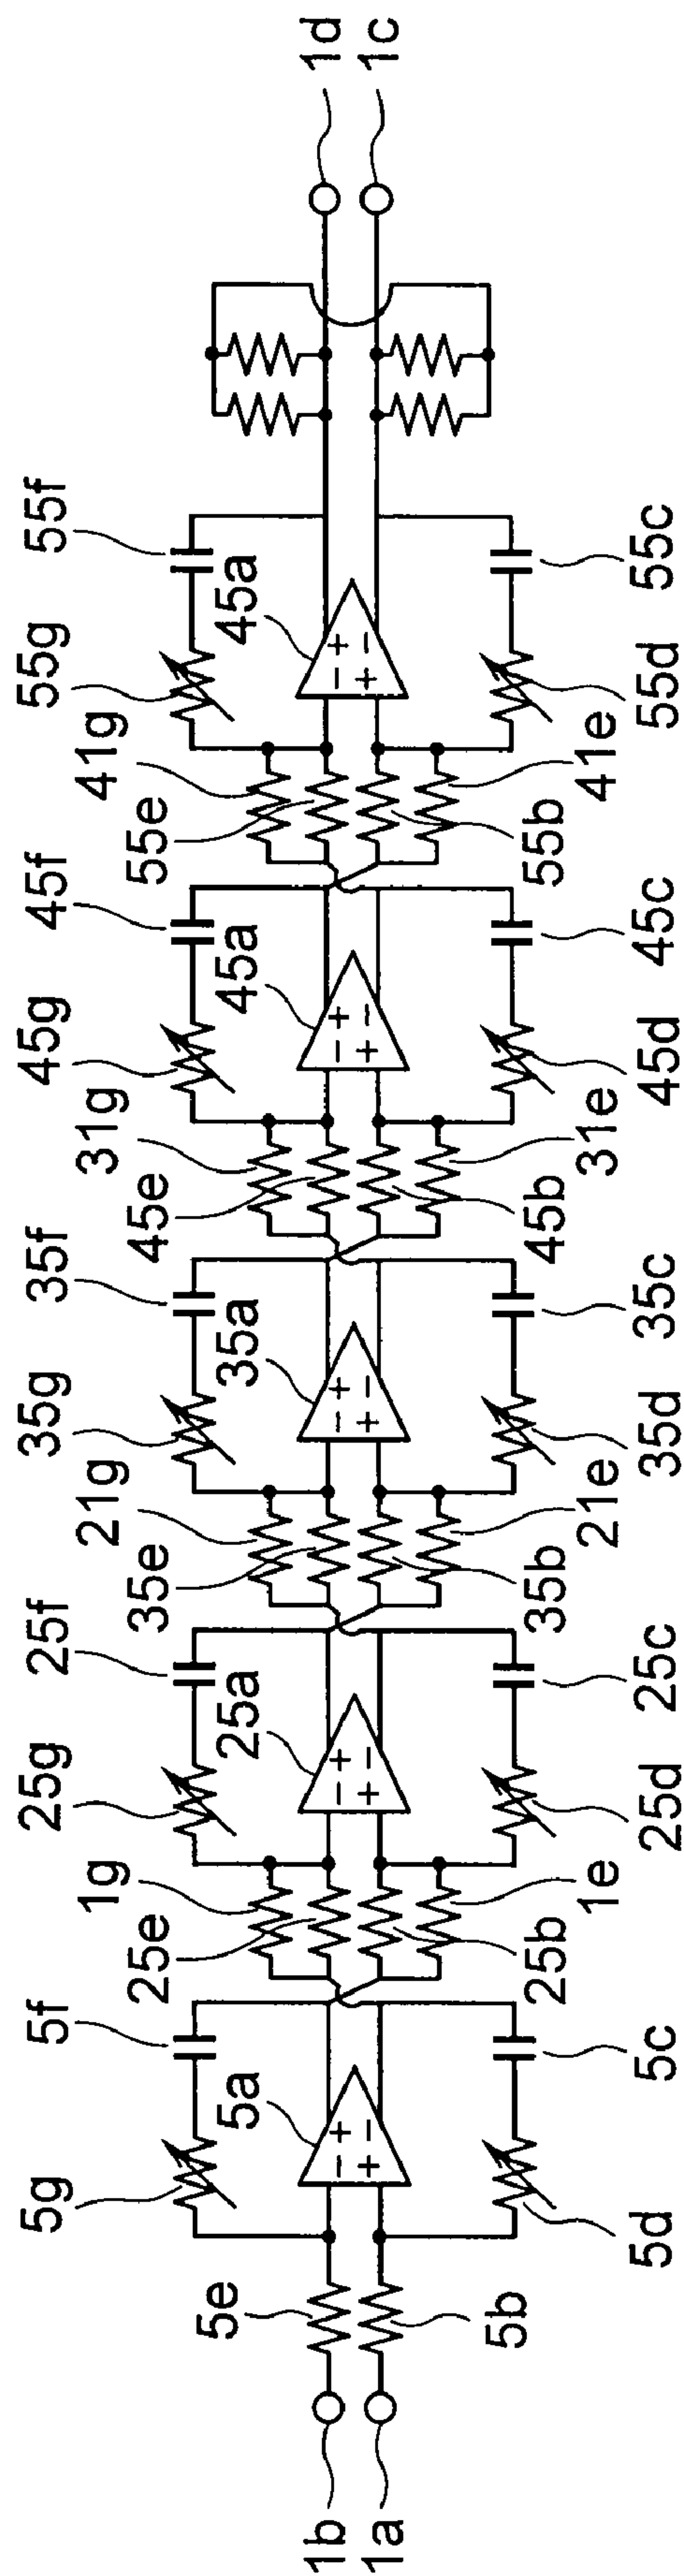 1d
1c
55f
55g
45a
55c
55d
41g
55e
41e
55b
45f
45g
45a
45c
45d
31g
45e
31e
45b
35f
35g
35a
35c
35d
21g
35e
21e
35b
25f
25g
25a
25c
25d
1g
25e
1e
25b
5f
5g
5a
5c
5d
5e
5b
1b
1a
+ −
− +
+ −
− +
+ −
− +
+ −
− +
+ −
− +